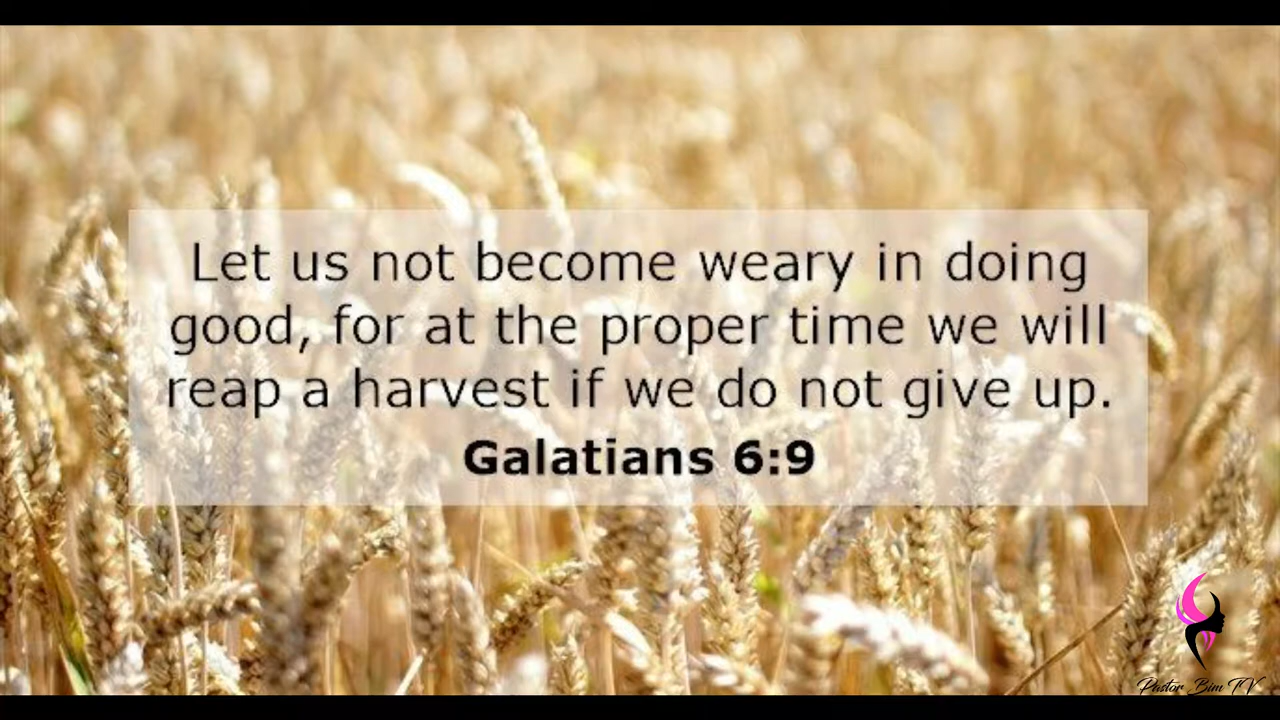 Let us not become weary in doing
good, for at the proper time we will
reap a harvest if we do not give up.
Galatians 6:9
Pastor Bim TV